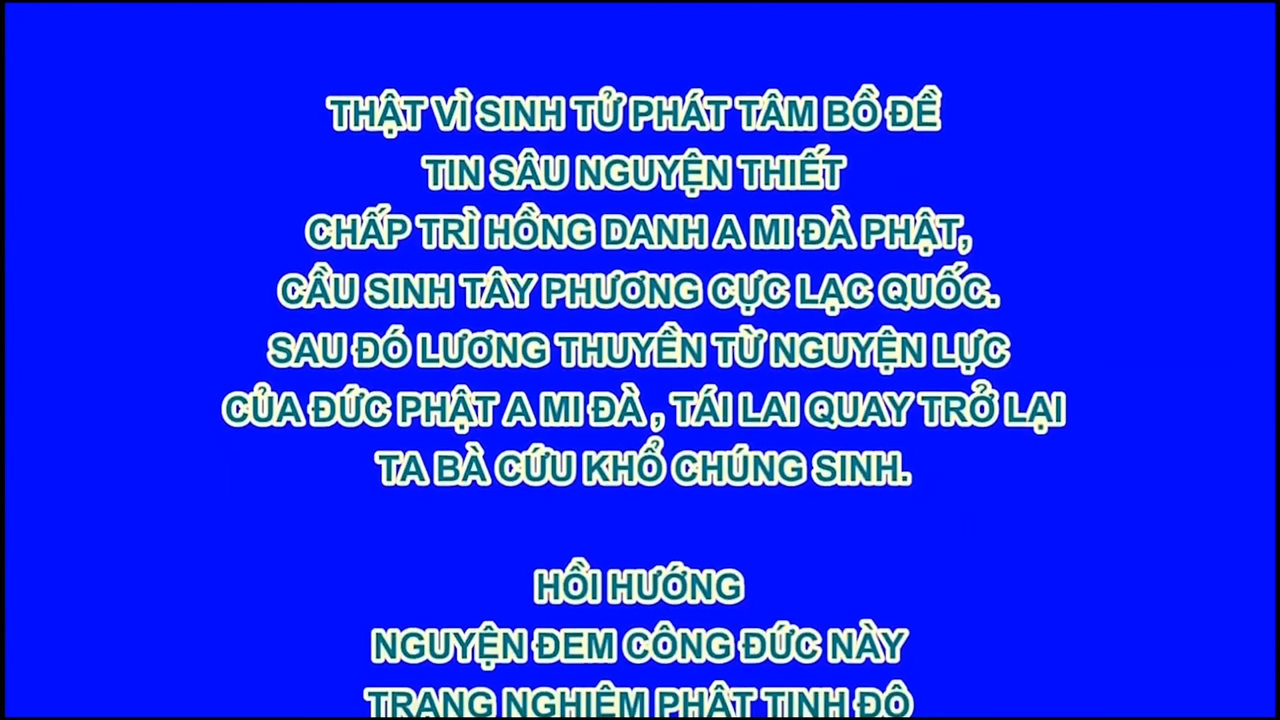 THẬT VÌ SINH TỬ PHÁT TÂM BỒ ĐỀ
TIN SÂU NGUYỆN THIẾT
CHẤP TRÌ HỒNG DANH A MI ĐÀ PHẬT,
CẦU SINH TÂY PHƯƠNG CỰC LẠC QUỐC.
SAU ĐÓ LƯƠNG THUYỀN TỪ NGUYỆN LỰC
CỦA ĐỨC PHẬT A MI ĐÀ , TÁI LAI QUAY TRỞ LẠI
TA BÀ CỨU KHỔ CHÚNG SINH.
HỒI HƯỚNG
NGUYỆN ĐEM CÔNG ĐỨC NÀY
TRANG NGHIÊM PHẬT TỊNH ĐỘ